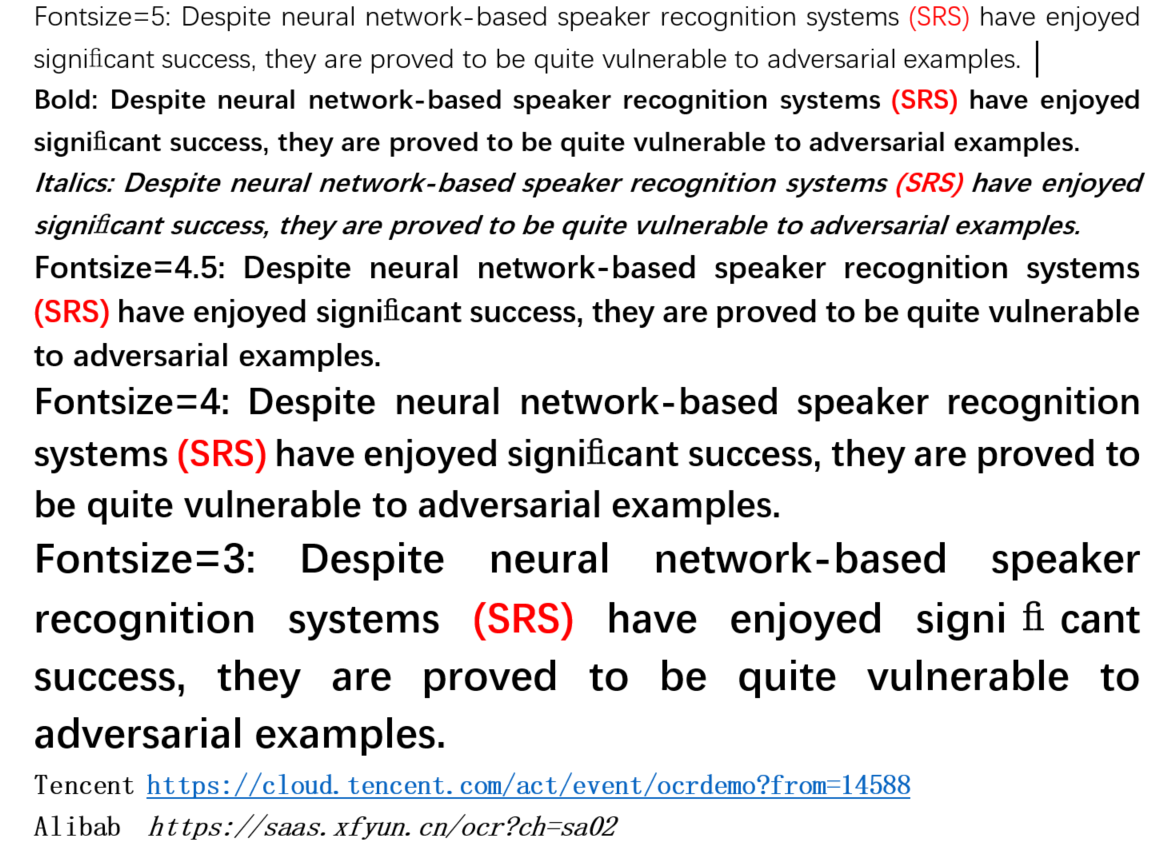 Fontsize=5: Despite neural network-based speaker recognition systems (SRS) have enjoyed
significant success, they are proved to be quite vulnerable to adversarial examples.
Bold: Despite neural network-based speaker recognition systems (SRS) have enjoyed
significant success, they are proved to be quite vulnerable to adversarial examples.
Italics: Despite neural network-based speaker recognition systems (SRS) have enjoyed
significant success, they are proved to be quite vulnerable to adversarial examples.
Fontsize=4.5: Despite neural network-based speaker recognition systems
(SRS) have enjoyed significant success, they are proved to be quite vulnerable
to adversarial examples.
Fontsize=4: Despite neural network-based speaker recognition
systems (SRS) have enjoyed significant success, they are proved to
be quite vulnerable to adversarial examples.
Fontsize=3: Despite neural network-based speaker
recognition systems (SRS) have enjoyed signi fi cant
success, they are proved to be quite vulnerable to
adversarial examples.
Tencent https://cloud.tencent.com/act/event/ocrdemo?from=14588
Alibab https://saas.xfyun.cn/ocr?ch=sa02